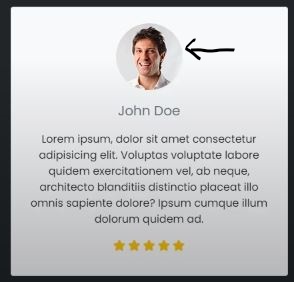 John Doe
Lorem ipsum, dolor sit amet consectetur
adipisicing elit. Voluptas voluptate labore
quidem exercitationem vel, ab neque,
architecto blanditiis distinctio placeat illo
omnis sapiente dolore? Ipsum cumque illum
dolorum quidem ad.